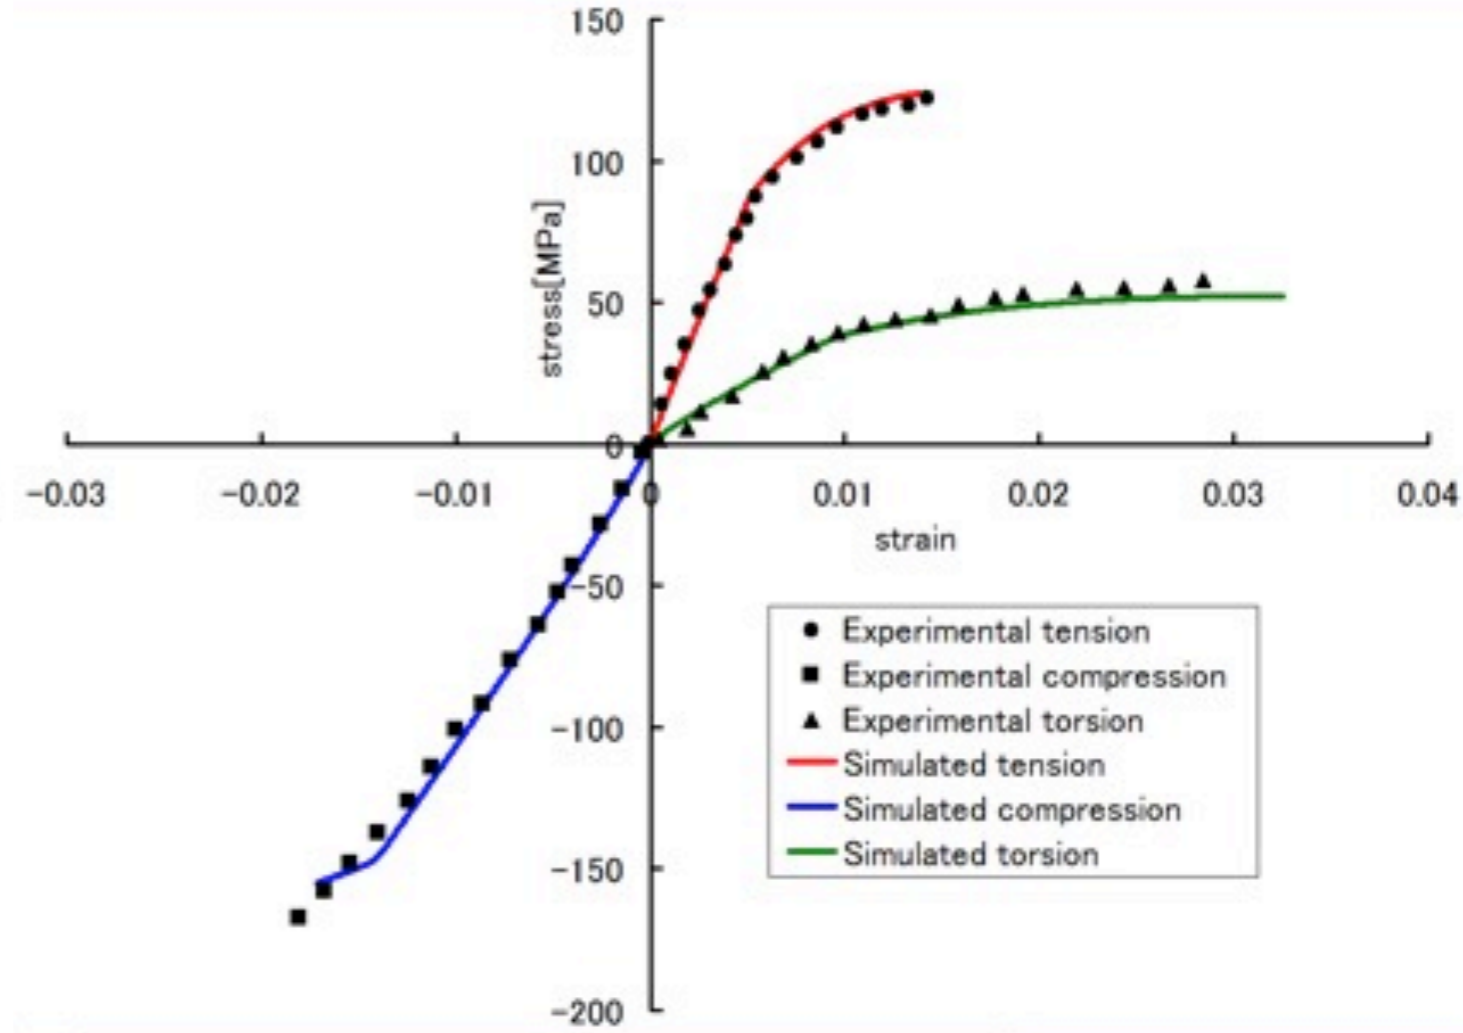 150
100
stress[MPa]
50
0
-0.03
-0.02
-0.01
0
0.01
0.02
0.03
0.04
strain
-50
Experimental tension
Experimental compression
Experimental torsion
Simulated tension
Simulated compression
Simulated torsion
-100
-150
-200